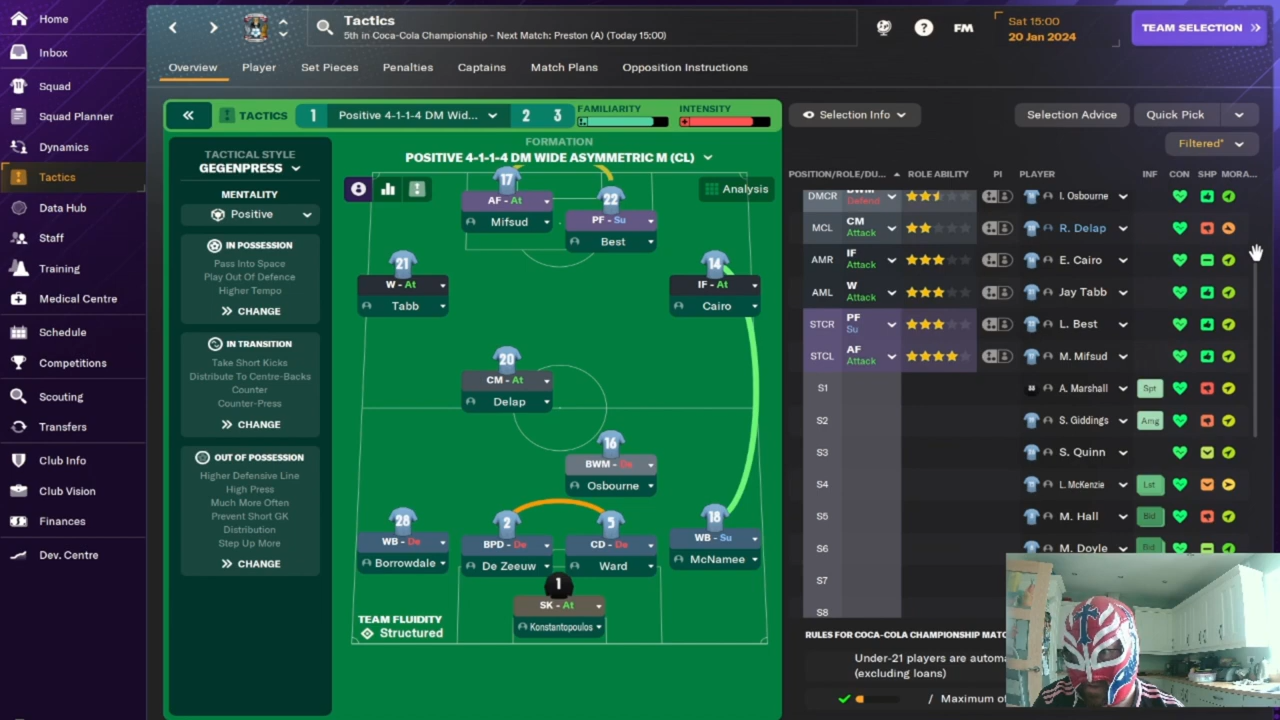 Home
Inbox
Squad
Squad Planner
Dynamics
Tactics
Data Hub
Staff
Training
Medical Centre
Schedule
Competitions
Scouting
Transfers
Club Info
Club Vision
Finances
Dev. Centre
Tactics
5th in Coca-Cola Championship - Next Match: Preston (A) (Today 15:00)
FM
Sat 15:00
20 Jan 2024
TEAM SELECTION
Overview
Player
Set Pieces
Penalties
Captains
Match Plans
Opposition Instructions
TACTICS
1
Positive 4-1-1-4 DM Wid...
2
3
FAMILIARITY
INTENSITY
TACTICAL STYLE
GEGENPRESS
MENTALITY
Positive
IN POSSESSION
Pass Into Space
Play Out Of Defence
Higher Tempo
CHANGE
IN TRANSITION
Take Short Kicks
Distribute To Centre-Backs
Counter
Counter-Press
CHANGE
OUT OF POSSESSION
Higher Defensive Line
High Press
Much More Often
Prevent Short GK
Distribution
Step Up More
CHANGE
FORMATION
POSITIVE 4-1-1-4 DM WIDE ASYMMETRIC M (CL)
Analysis
17
AF - At
Mifsud
22
PF - Su
Best
21
W - At
Tabb
14
IF - At
Cairo
20
CM - At
Delap
16
BWM - De
Osbourne
28
WB - De
Borrowdale
2
BPD - De
De Zeeuw
5
CD - De
Ward
18
WB - Su
McNamee
1
SK - At
Konstantopoulos
TEAM FLUIDITY
Structured
Selection Info
Selection Advice
Quick Pick
Filtered*
POSITION/ROLE/DU... ROLE ABILITY PI PLAYER INF CON SHP MORA...
DMCR BWM Defend I. Osbourne
MCL CM Attack R. Delap
AMR IF Attack E. Cairo
AML W Attack Jay Tabb
STCR PF Su L. Best
STCL AF Attack M. Mifsud
S1 A. Marshall Spt
S2 S. Giddings Amg
S3 S. Quinn
S4 L. McKenzie Lst
S5 M. Hall Bid
S6 M. Doyle Bid
S7
S8
RULES FOR COCA-COLA CHAMPIONSHIP MATC
Under-21 players are automa
(excluding loans)
/ Maximum of